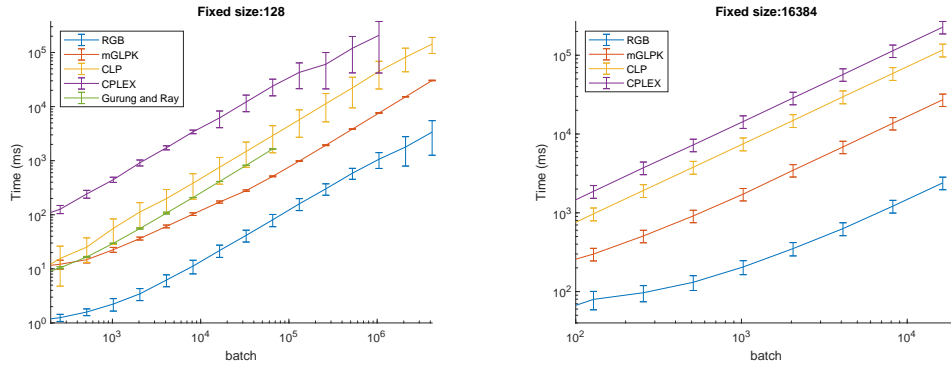 Fixed size:128
RGB
mGLPK
CLP
CPLEX
Gurung and Ray
Time (ms)
10^5
10^4
10^3
10^2
10^1
10^0
10^3
10^4
10^5
10^6
batch
Fixed size:16384
RGB
mGLPK
CLP
CPLEX
Time (ms)
10^5
10^4
10^3
10^2
10^2
10^3
10^4
batch